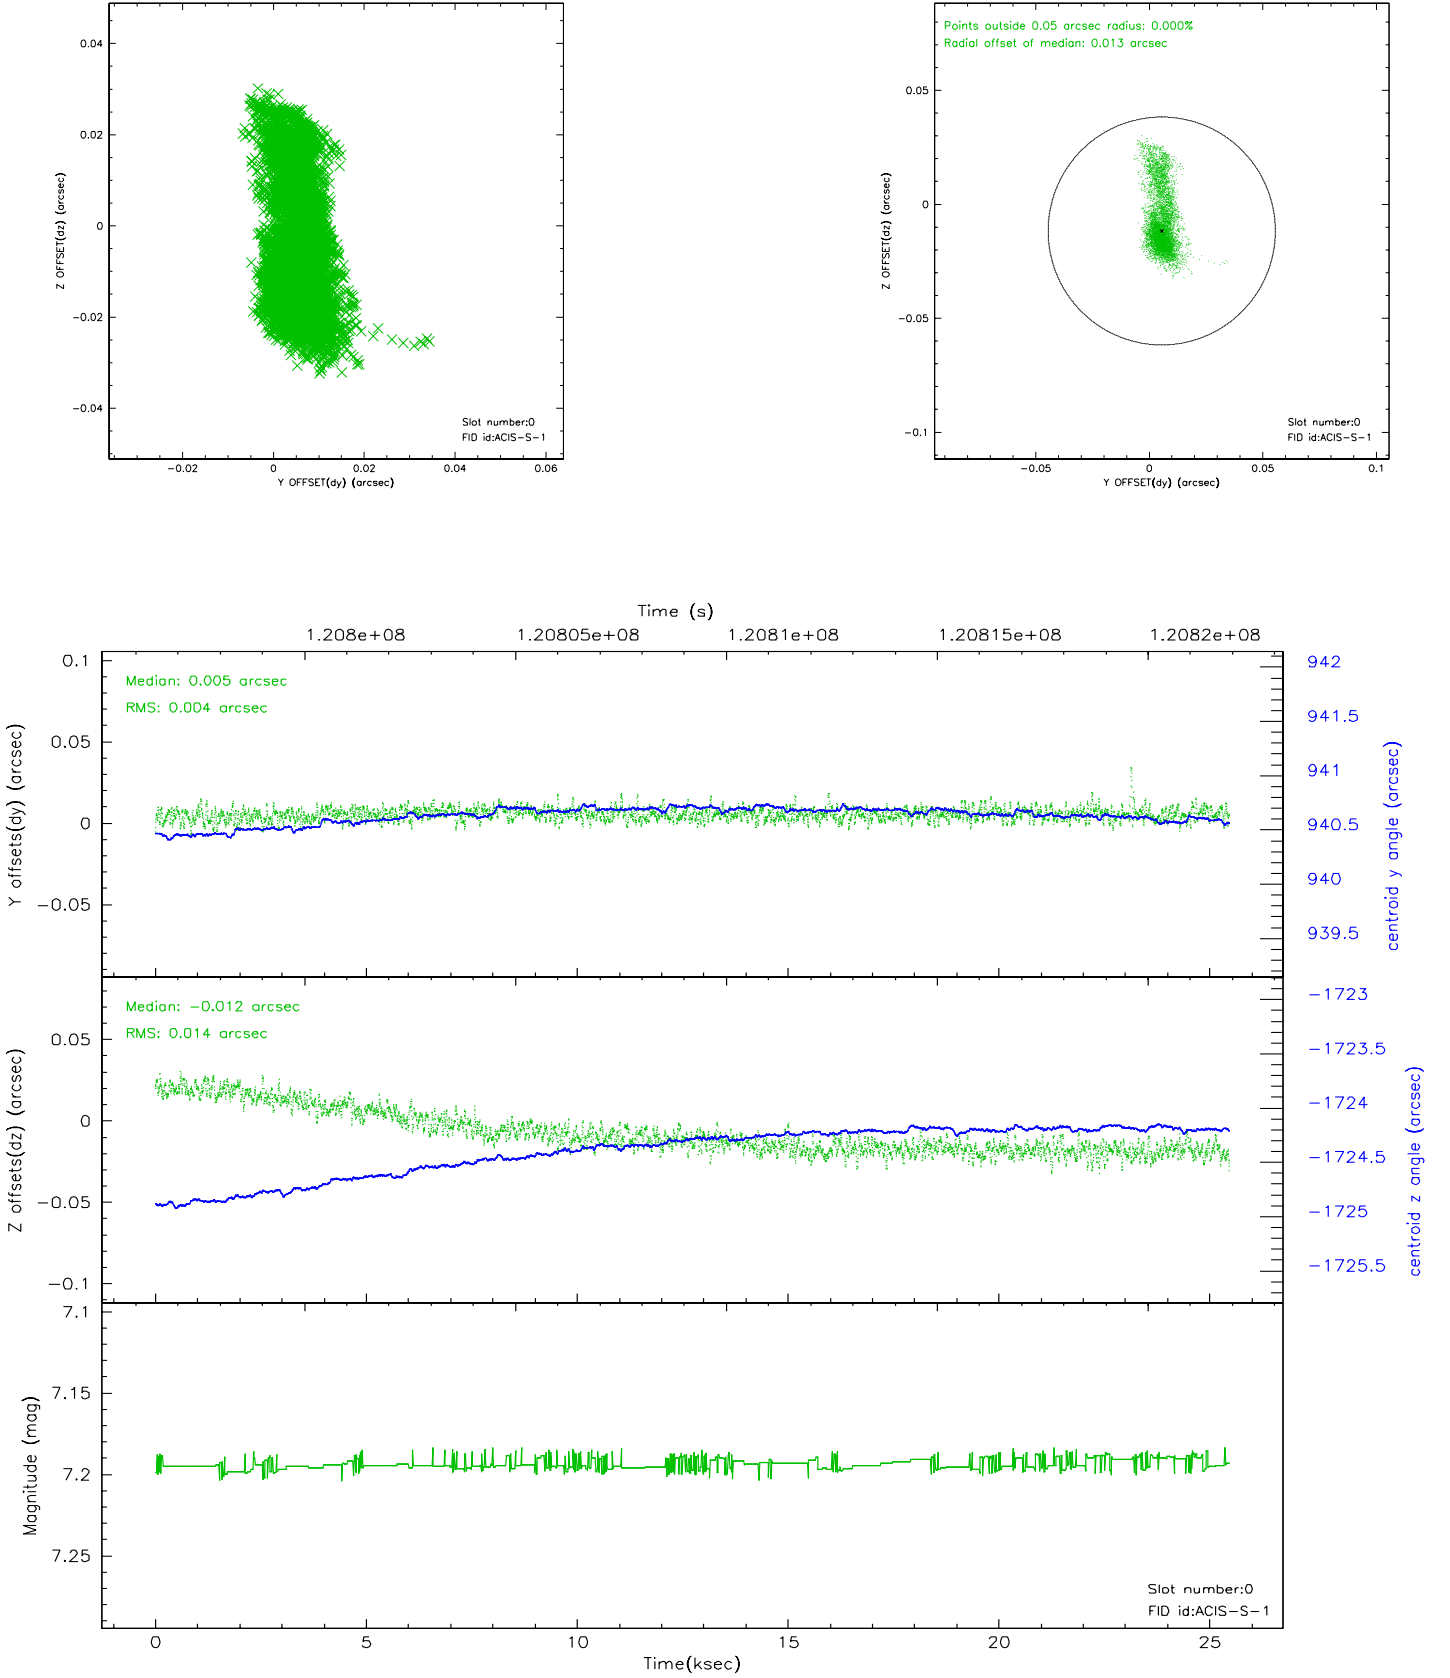 0.04
0.02
0
-0.02
-0.04
Z OFFSET(dz) (arcsec)
Slot number:0
FID id:ACIS-S-1
-0.02 0 0.02 0.04 0.06
Y OFFSET(dy) (arcsec)
Points outside 0.05 arcsec radius: 0.000%
Radial offset of median: 0.013 arcsec
0.05
0
-0.05
-0.1
Z OFFSET(dz) (arcsec)
Slot number:0
FID id:ACIS-S-1
-0.05 0 0.05 0.1
Y OFFSET(dy) (arcsec)
Time (s)
1.208e+08 1.20805e+08 1.2081e+08 1.20815e+08 1.2082e+08
0.1
0.05
0
-0.05
Y offsets(dy) (arcsec)
Median: 0.005 arcsec
RMS: 0.004 arcsec
942
941.5
941
940.5
940
939.5
centroid y angle (arcsec)
0.05
0
-0.05
-0.1
Z offsets(dz) (arcsec)
Median: -0.012 arcsec
RMS: 0.014 arcsec
-1723
-1723.5
-1724
-1724.5
-1725
-1725.5
centroid z angle (arcsec)
7.1
7.15
7.2
7.25
Magnitude (mag)
Slot number:0
FID id:ACIS-S-1
0 5 10 15 20 25
Time(ksec)